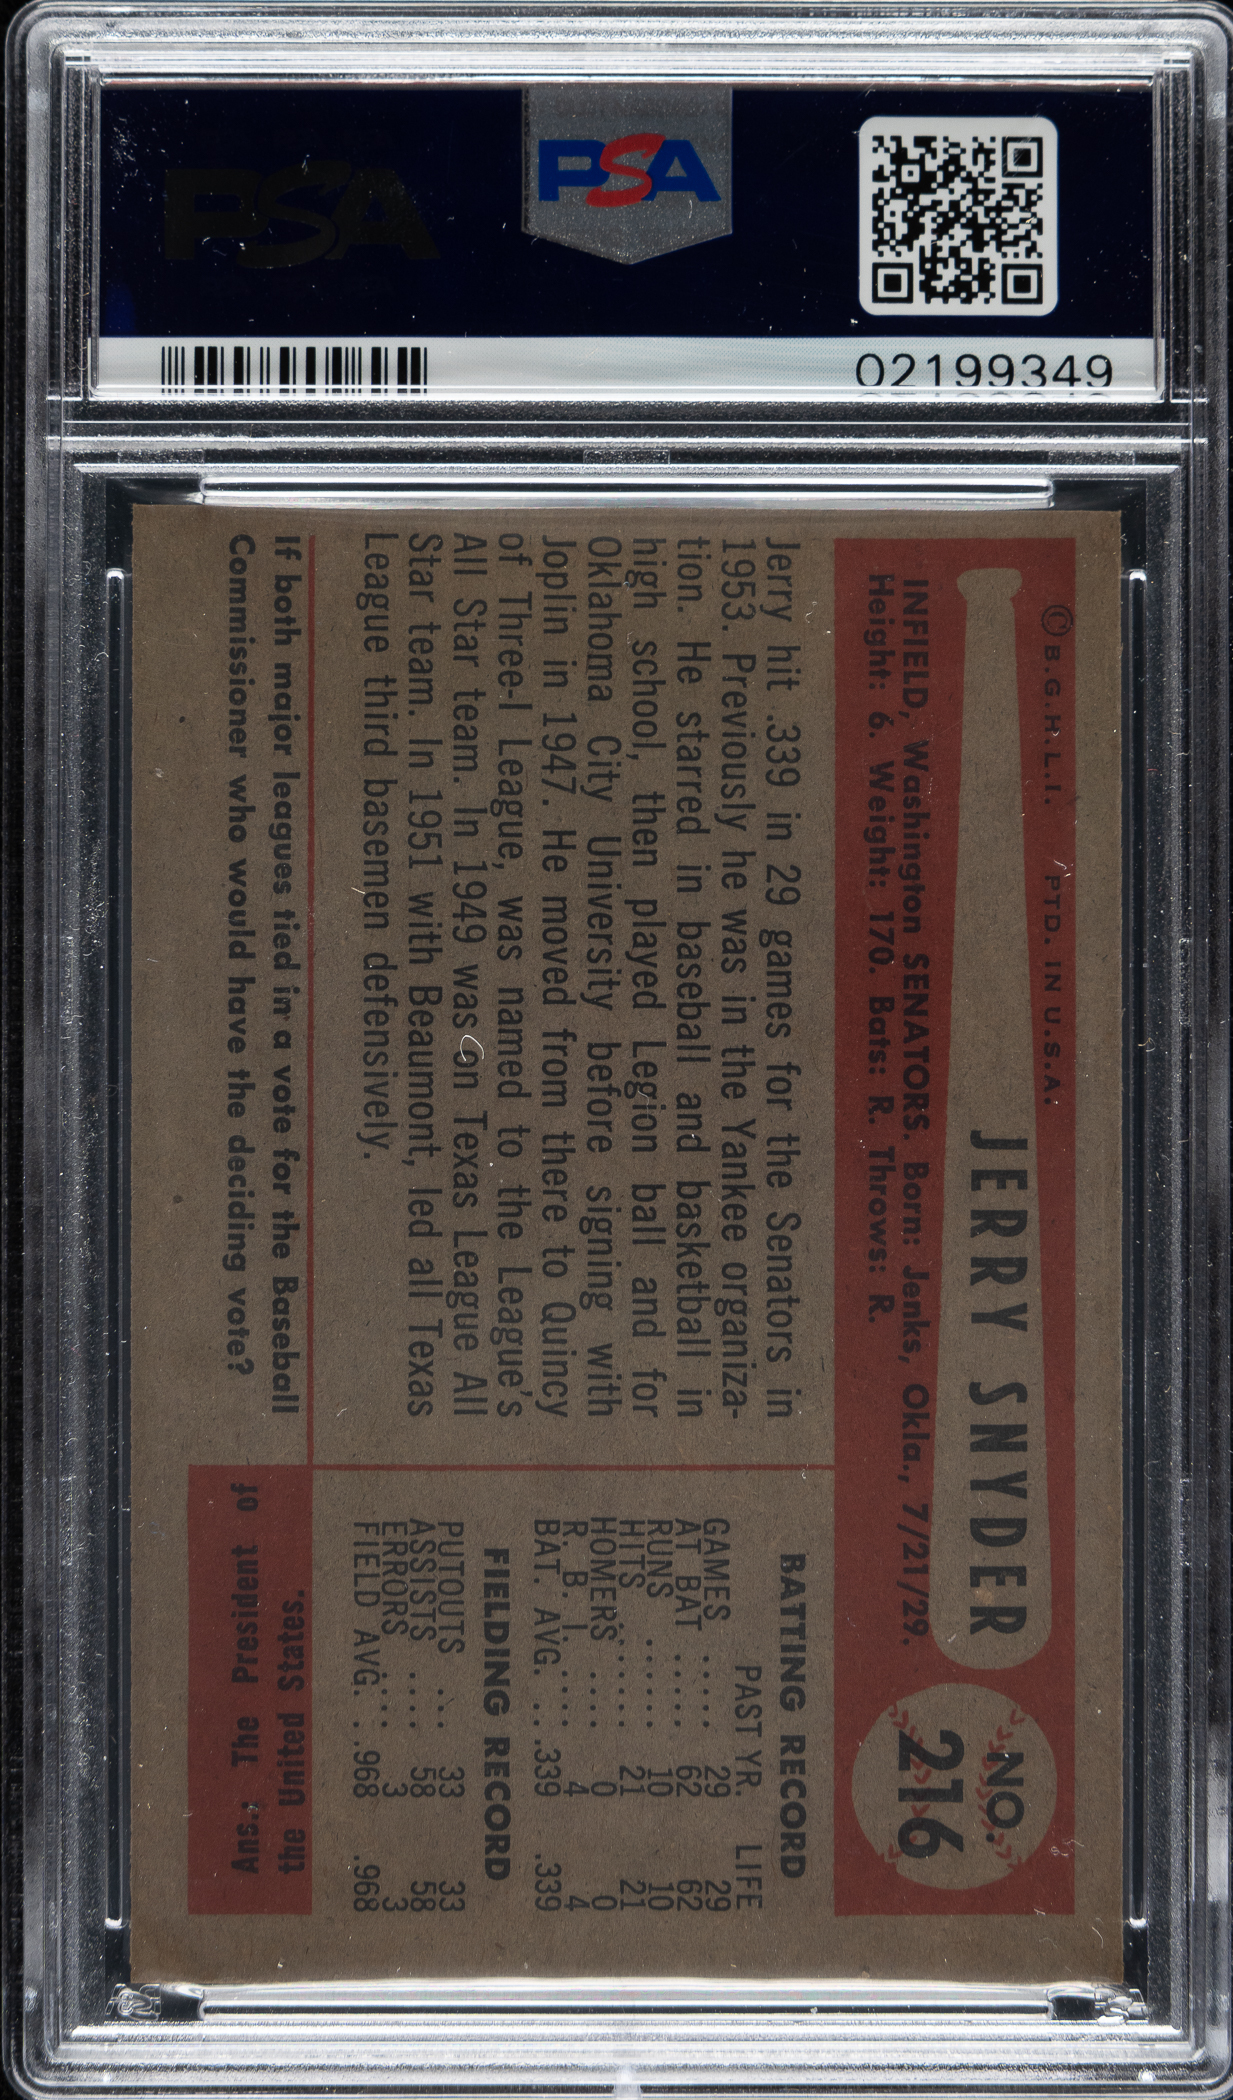 PSA
PSA
02199349
© B.G.H.L.I. PTD. IN U.S.A.
JERRY SNYDER
NO.
216
INFIELD, Washington SENATORS. Born: Jenks, Okla., 7/21/29.
Height: 6. Weight: 170. Bats: R. Throws: R.
Jerry hit .339 in 29 games for the Senators in
1953. Previously he was in the Yankee organiza-
tion. He starred in baseball and basketball in
high school, then played Legion ball and for
Oklahoma City University before signing with
Joplin in 1947. He moved from there to Quincy
of Three-I League, was named to the League's
All Star team. In 1949 was on Texas League All
Star team. In 1951 with Beaumont, led all Texas
League third basemen defensively.
BATTING RECORD
PAST YR. LIFE
GAMES ..... 29 29
AT BAT ..... 62 62
RUNS ...... 10 10
HITS ...... 21 21
HOMERS .... 0 0
R. B. I. .... 4 4
BAT. AVG. .. .339 .339
FIELDING RECORD
PUTOUTS ... 33 33
ASSISTS .... 58 58
ERRORS .... 3 3
FIELD AVG. . .968 .968
If both major leagues tied in a vote for the Baseball
Commissioner who would have the deciding vote?
Ans.: The President of
the United States.